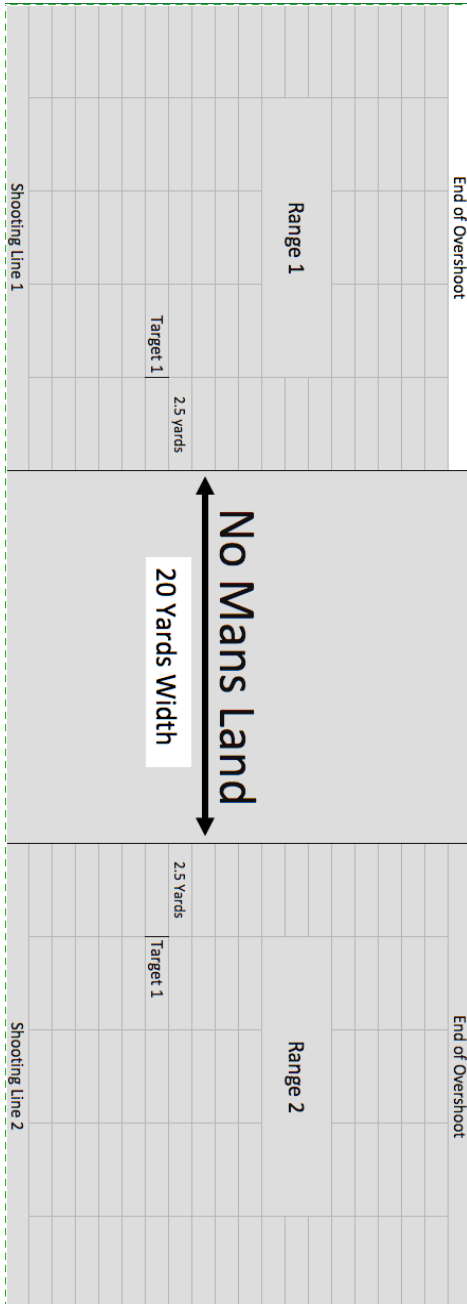 End of Overshoot
Range 1
Target 1
2.5 yards
Shooting Line 1
No Mans Land
20 Yards Width
End of Overshoot
Range 2
2.5 Yards
Target 1
Shooting Line 2